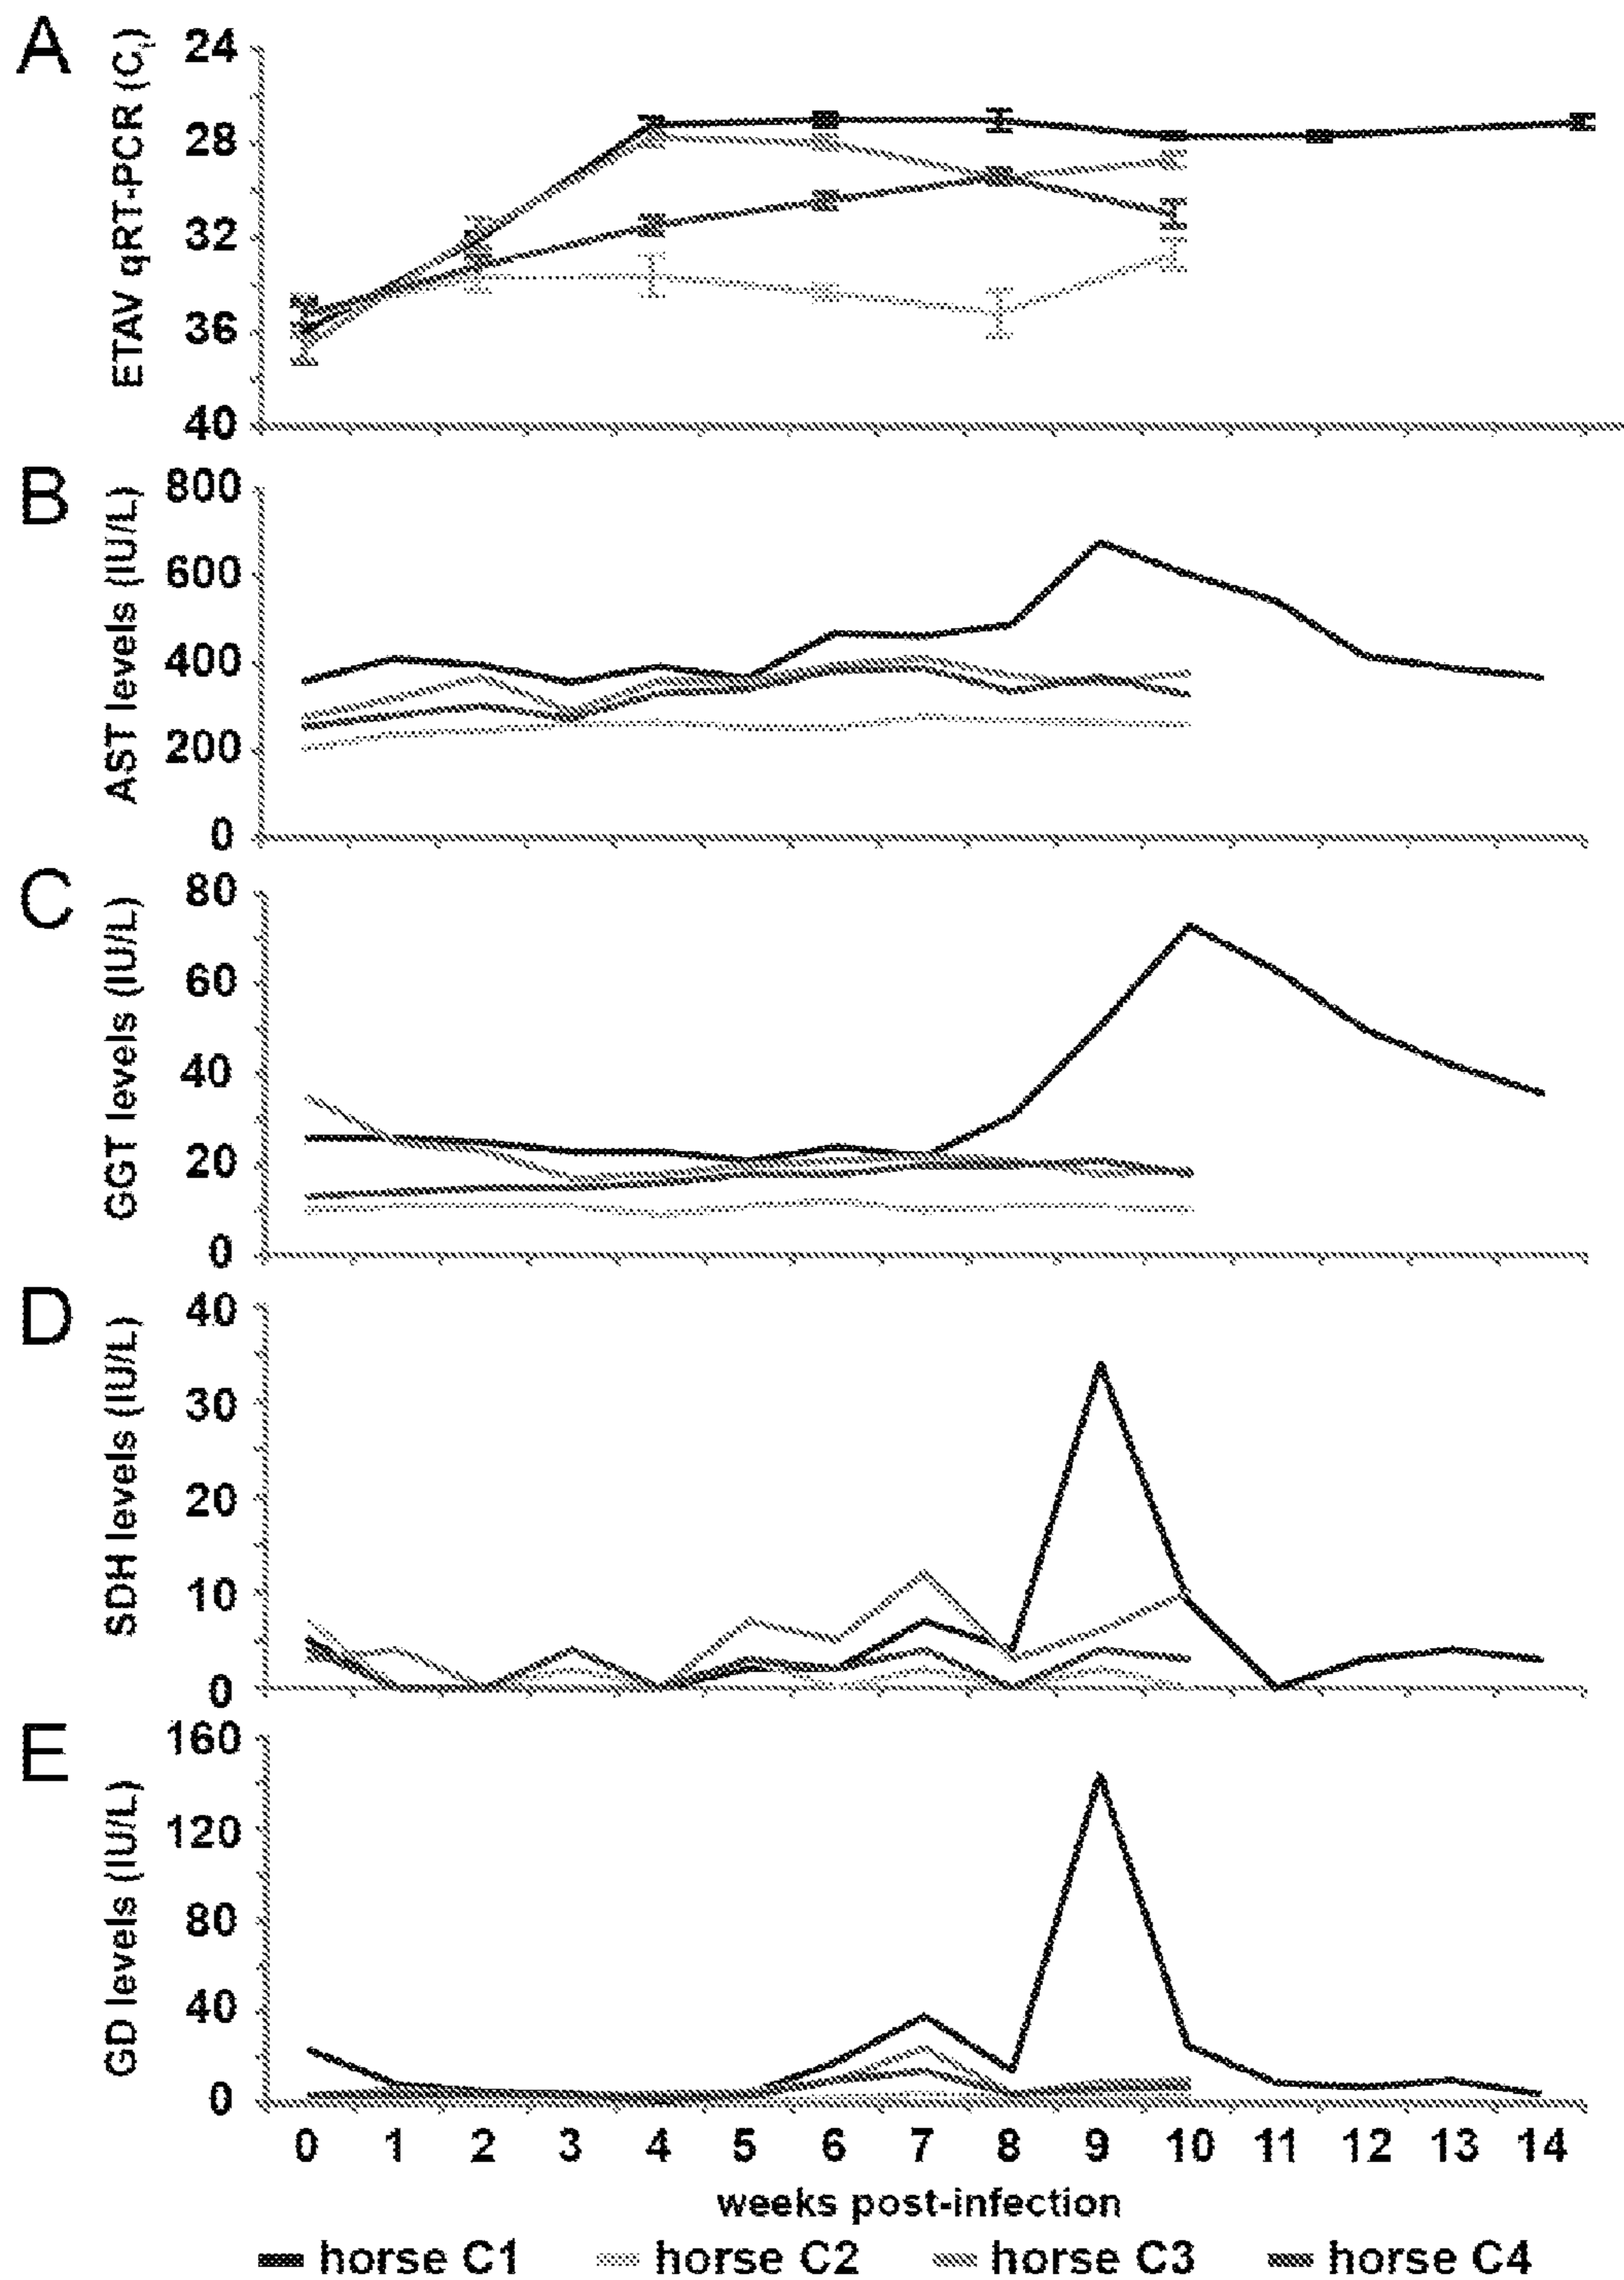 A
ETAV qRT-PCR (Ct)
24
28
32
36
40
B
AST levels (IU/L)
800
600
400
200
0
C
GGT levels (IU/L)
80
60
40
20
0
D
SDH levels (IU/L)
40
30
20
10
0
E
GD levels (IU/L)
160
120
80
40
0
0 1 2 3 4 5 6 7 8 9 10 11 12 13 14
weeks post-infection
horse C1 horse C2 horse C3 horse C4